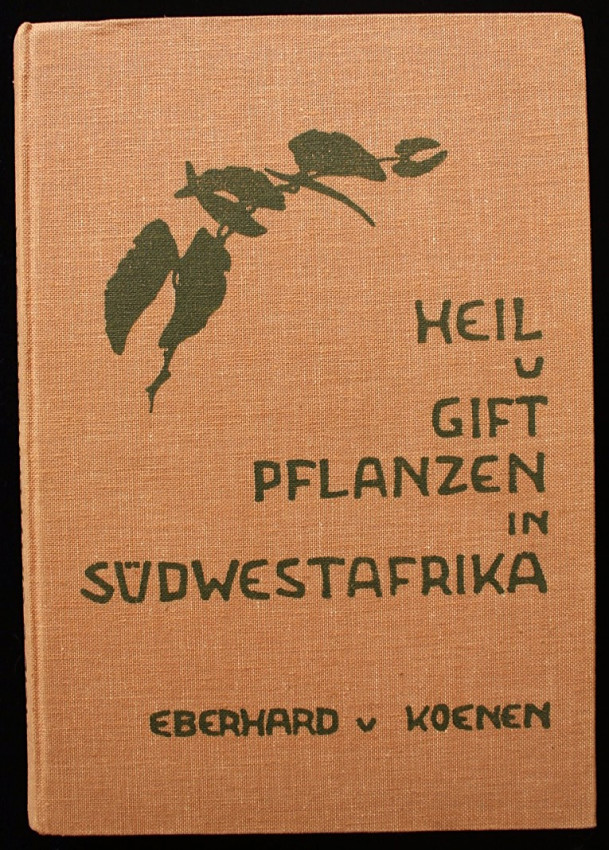 HEIL
U
GIFT
PFLANZEN
IN
SÜDWESTAFRIKA
EBERHARD V KOENEN